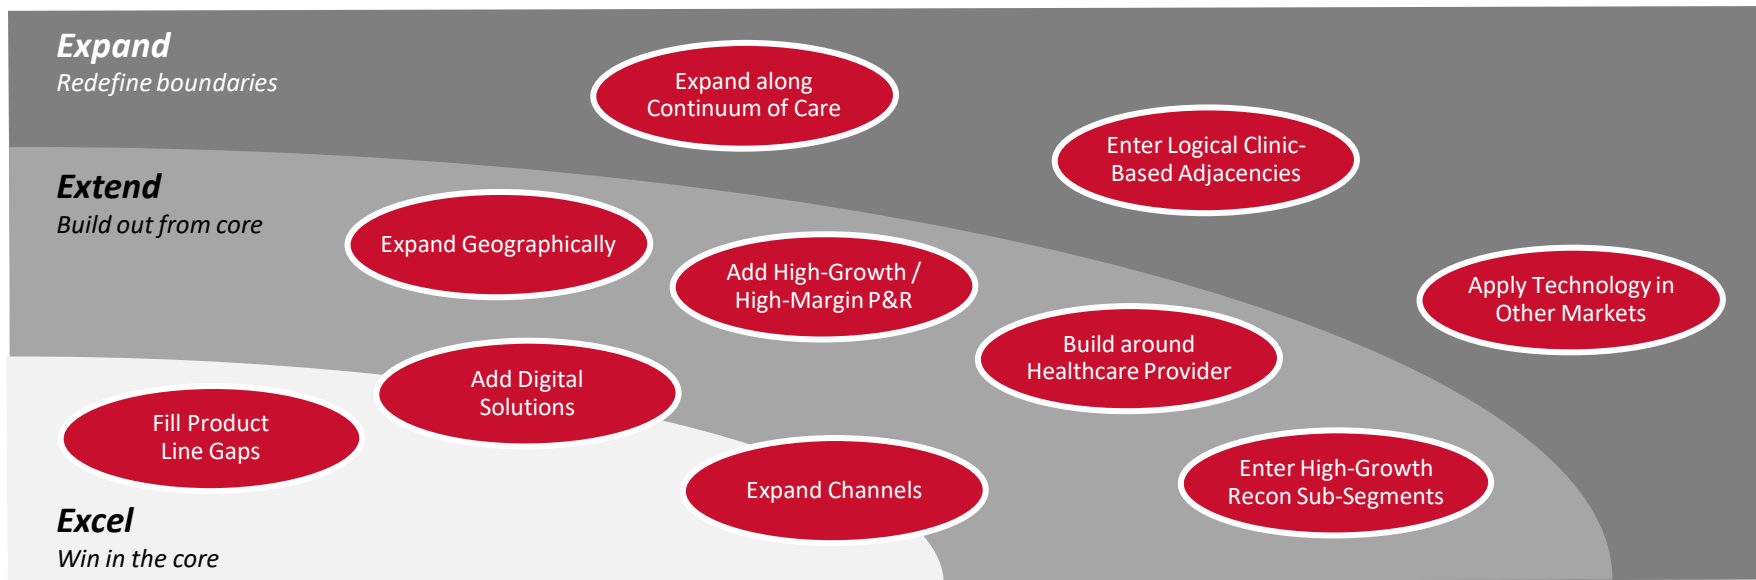 Expand
Redefine boundaries
Expand along
Continuum of Care
Enter Logical Clinic-
Based Adjacencies
Apply Technology in
Other Markets
Extend
Build out from core
Expand Geographically
Add High-Growth /
High-Margin P&R
Build around
Healthcare Provider
Enter High-Growth
Recon Sub-Segments
Add Digital
Solutions
Expand Channels
Fill Product
Line Gaps
Excel
Win in the core